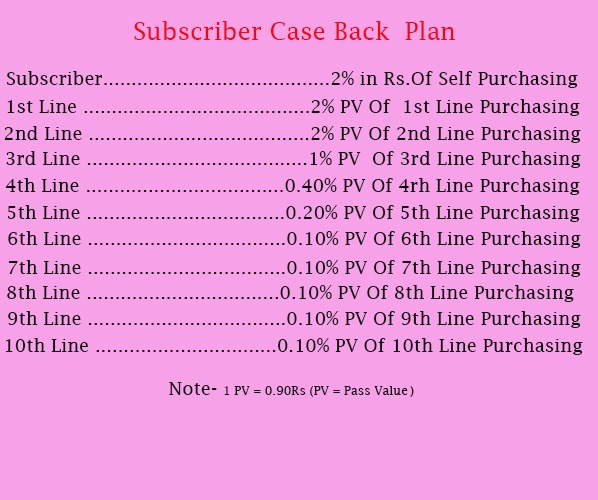 Subscriber Case Back  Plan
Subscriber........................................2% in Rs.Of Self Purchasing
1st Line ........................................2% PV Of  1st Line Purchasing
2nd Line .......................................2% PV Of 2nd Line Purchasing
3rd Line .......................................1% PV  Of 3rd Line Purchasing
4th Line ...................................0.40% PV Of 4rh Line Purchasing
5th Line ...................................0.20% PV Of 5th Line Purchasing
6th Line ...................................0.10% PV Of 6th Line Purchasing
7th Line ...................................0.10% PV Of 7th Line Purchasing
8th Line ..................................0.10% PV Of 8th Line Purchasing
9th Line ...................................0.10% PV Of 9th Line Purchasing
10th Line ................................0.10% PV Of 10th Line Purchasing
Note- 1 PV = 0.90Rs (PV = Pass Value)